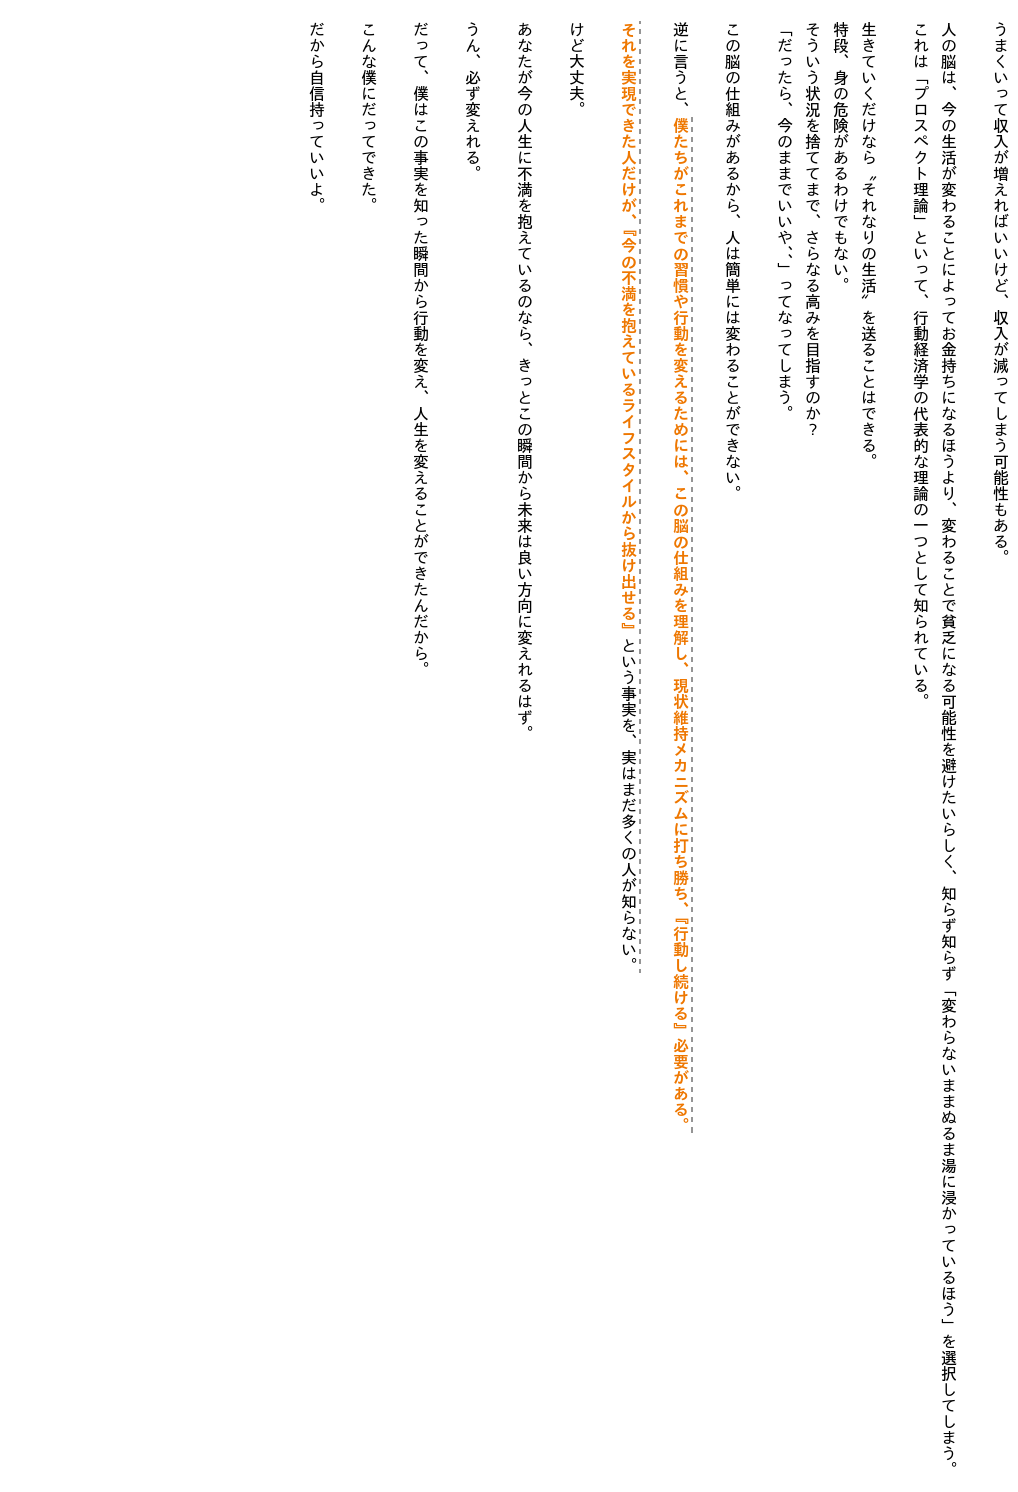 うまくいって収入が増えればいいけど、収入が減ってしまう可能性もある。
人の脳は、今の生活が変わることによってお金持ちになるほうより、変わることで貧乏になる可能性を避けたいらしく、知らず知らず「変わらないままぬるま湯に浸かっているほう」を選択してしまう。
これは「プロスペクト理論」といって、行動経済学の代表的な理論の一つとして知られている。
生きていくだけなら〝それなりの生活〟を送ることはできる。
特段、身の危険があるわけでもない。
そういう状況を捨ててまで、さらなる高みを目指すのか？
「だったら、今のままでいいや、、」ってなってしまう。
この脳の仕組みがあるから、人は簡単には変わることができない。
逆に言うと、僕たちがこれまでの習慣や行動を変えるためには、この脳の仕組みを理解し、現状維持メカニズムに打ち勝ち、『行動し続ける』必要がある。
それを実現できた人だけが、『今の不満を抱えているライフスタイルから抜け出せる』という事実を、実はまだ多くの人が知らない。
けど大丈夫。
あなたが今の人生に不満を抱えているのなら、きっとこの瞬間から未来は良い方向に変えれるはず。
うん、必ず変えれる。
だって、僕はこの事実を知った瞬間から行動を変え、人生を変えることができたんだから。
こんな僕にだってできた。
だから自信持っていいよ。